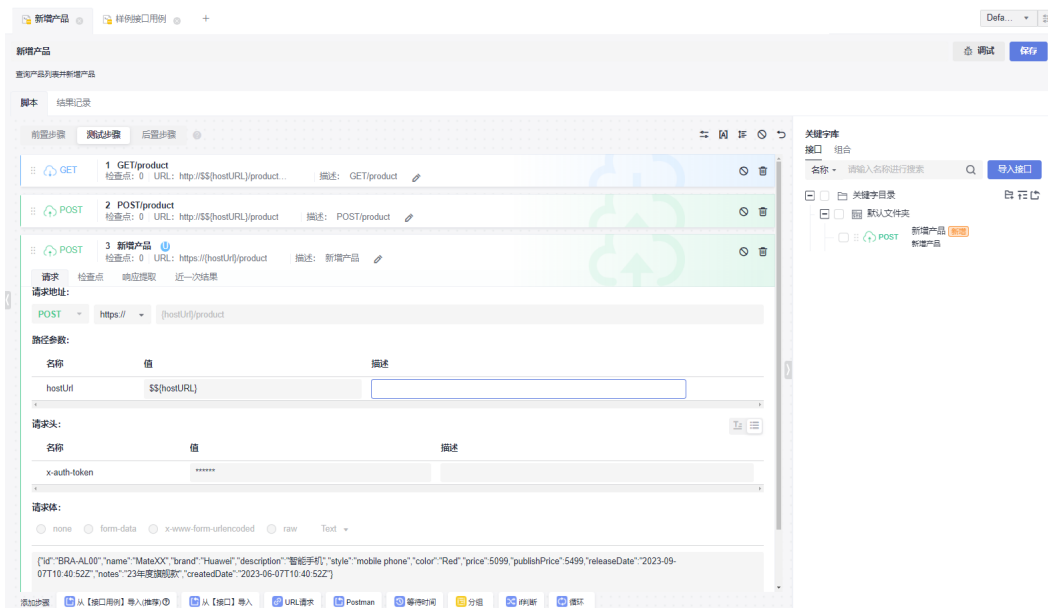 新增产品 样例接口用例 + Defa...
新增产品 调试 保存
查询产品列表并新增产品
脚本 结果记录
前置步骤 测试步骤 后置步骤
GET 1 GET/product
检查点: 0 URL: http://$${hostURL}/product... 描述: GET/product
POST 2 POST/product
检查点: 0 URL: http://$${hostURL}/product 描述: POST/product
POST 3 新增产品
检查点: 0 URL: https://{hostUrl}/product 描述: 新增产品
请求 检查点 响应提取 近一次结果
请求地址:
POST https:// {hostUrl}/product
路径参数:
名称 值 描述
hostUrl $${hostURL}
请求头:
名称 值 描述
x-auth-token ******
请求体:
none form-data x-www-form-urlencoded raw Text
{"id":"BRA-AL00","name":"MateXX","brand":"Huawei","description":"智能手机","style":"mobile phone","color":"Red","price":5099,"publishPrice":5499,"releaseDate":"2023-09-
07T10:40:52Z","notes":"23年度旗舰款","createdDate":"2023-06-07T10:40:52Z"}
添加步骤 从【接口用例】导入(推荐) 从【接口】导入 URL请求 Postman 等待时间 分组 if判断 循环
关键字库
接口 组合
名称 请输入名称进行搜索 导入接口
关键字目录
默认文件夹
POST 新增产品 新增
新增产品